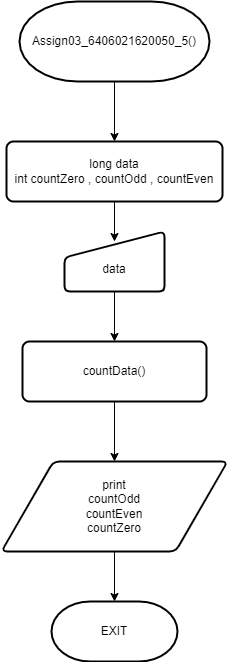 Assign03_6406021620050_5()
long data
int countZero , countOdd , countEven
data
countData()
print
countOdd
countEven
countZero
EXIT